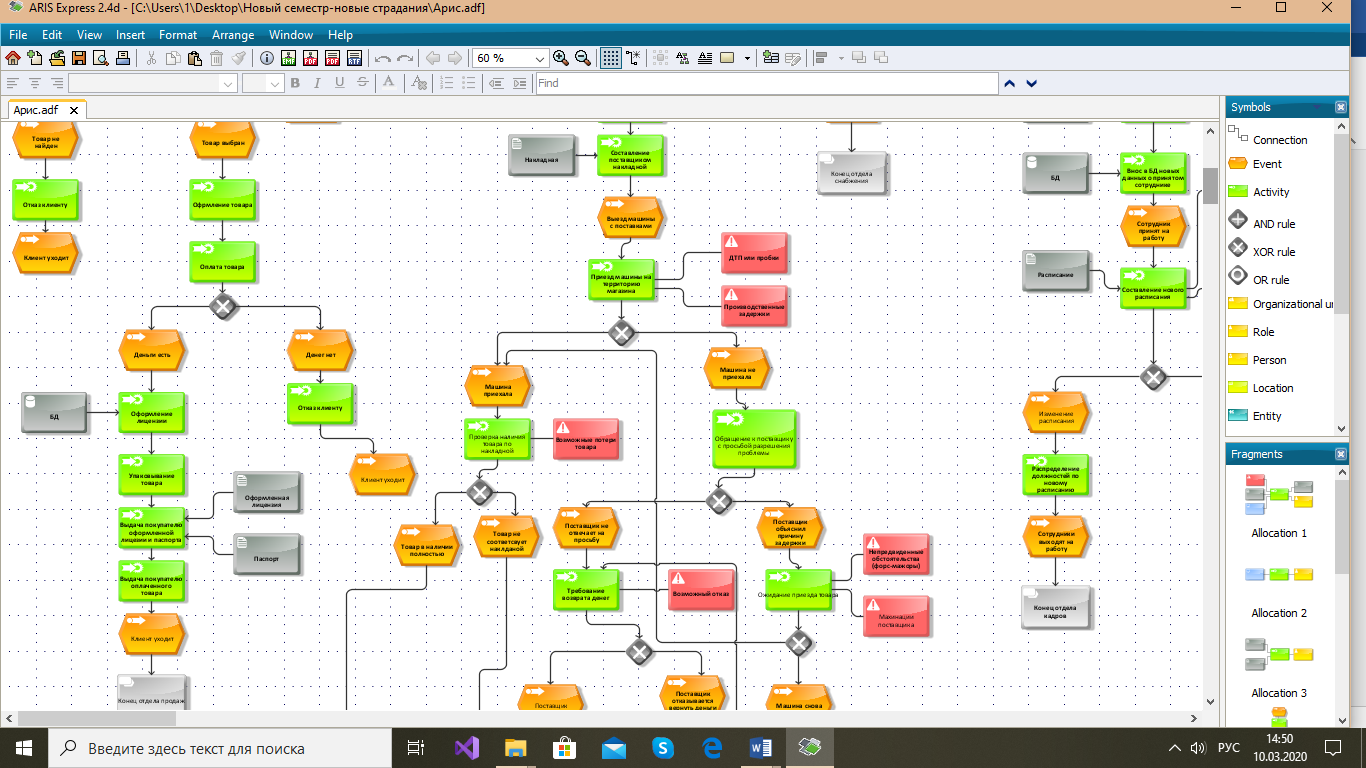 ARIS Express 2.4d - [C:\Users\1\Desktop\Новый семестр-новые страдания\Арис.adf]
File Edit View Insert Format Arrange Window Help
60 %
Find
Арис.adf
Товар не
найден
Отказ клиенту
Клиент уходит
Товар выбран
Офрмление товара
Оплата товара
Деньги есть
Денег нет
БД
Оформление
лицензии
Отказ клиенту
Клиент уходит
Упаковывание
товара
Оформленная
лицензия
Выдача покупателю
оформленной
лицении и паспорта
Паспорт
Выдача покупателю
оплаченного
товара
Клиент уходит
Конец отдела продаж
Накладная
Составление
поставщиком
накладной
Выезд машины
с поставками
Приезд машины на
территорию
магазина
ДТП или пробки
Производственные
задержки
Машина
приехала
Машина не
приехала
Проверка наличия
товара по
накладной
Возможные потери
товара
Обращение к поставщику
с просьбой разрешения
проблемы
Товар в наличии
полностью
Товар не
соответсвует
накладной
Поставщик не
отвечает на
просьбу
Поставщик
объяснил
причину
задержки
Требование
возврата денег
Возможный отказ
Ожидание приезда товара
Непредвиденные
обстоятельства
(форс-мажоры)
Махинации
поставщика
Поставщик
Поставщик
отказывается
вернуть деньги
Машина снова
Конец отдела
снабжения
БД
Внос в БД новых
данных о принятом
сотруднике
Сотрудник
принят на
работу
Расписание
Составление нового
расписания
Изменение
расписания
Распределение
должностей по
новому
расписанию
Сотрудники
выходят на
работу
Конец отдела
кадров
Symbols
Connection
Event
Activity
AND rule
XOR rule
OR rule
Organizational un
Role
Person
Location
Entity
Fragments
Allocation 1
Allocation 2
Allocation 3
Введите здесь текст для поиска
РУС
14:50
10.03.2020